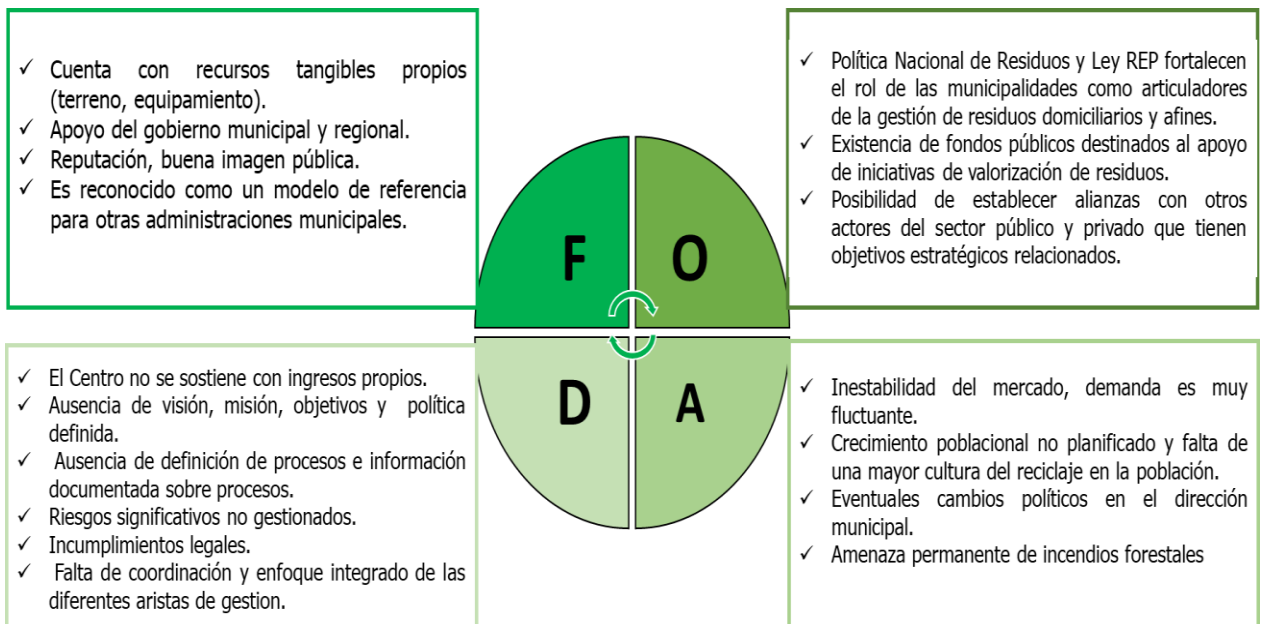 ✓ Cuenta con recursos tangibles propios
(terreno, equipamiento).
✓ Apoyo del gobierno municipal y regional.
✓ Reputación, buena imagen pública.
✓ Es reconocido como un modelo de referencia
para otras administraciones municipales.
✓ Política Nacional de Residuos y Ley REP fortalecen
el rol de las municipalidades como articuladores
de la gestión de residuos domiciliarios y afines.
✓ Existencia de fondos públicos destinados al apoyo
de iniciativas de valorización de residuos.
✓ Posibilidad de establecer alianzas con otros
actores del sector público y privado que tienen
objetivos estratégicos relacionados.
F
O
D
A
✓ El Centro no se sostiene con ingresos propios.
✓ Ausencia de visión, misión, objetivos y política
definida.
✓ Ausencia de definición de procesos e información
documentada sobre procesos.
✓ Riesgos significativos no gestionados.
✓ Incumplimientos legales.
✓ Falta de coordinación y enfoque integrado de las
diferentes aristas de gestion.
✓ Inestabilidad del mercado, demanda es muy
fluctuante.
✓ Crecimiento poblacional no planificado y falta de
una mayor cultura del reciclaje en la población.
✓ Eventuales cambios políticos en el dirección
municipal.
✓ Amenaza permanente de incendios forestales